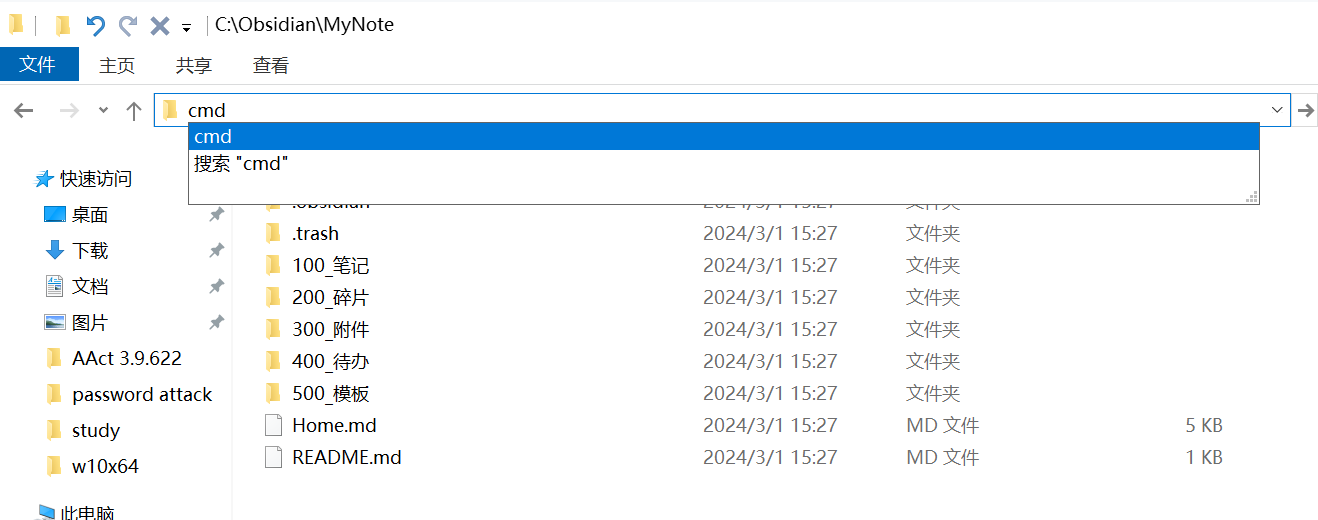 C:\Obsidian\MyNote
文件 主页 共享 查看
cmd
cmd
搜索 "cmd"
快速访问
桌面
下载
文档
图片
AAct 3.9.622
password attack
study
w10x64
此电脑
.obsidian 2024/3/1 15:27 文件夹
.trash 2024/3/1 15:27 文件夹
100_笔记 2024/3/1 15:27 文件夹
200_碎片 2024/3/1 15:27 文件夹
300_附件 2024/3/1 15:27 文件夹
400_待办 2024/3/1 15:27 文件夹
500_模板 2024/3/1 15:27 文件夹
Home.md 2024/3/1 15:27 MD 文件 5 KB
README.md 2024/3/1 15:27 MD 文件 1 KB